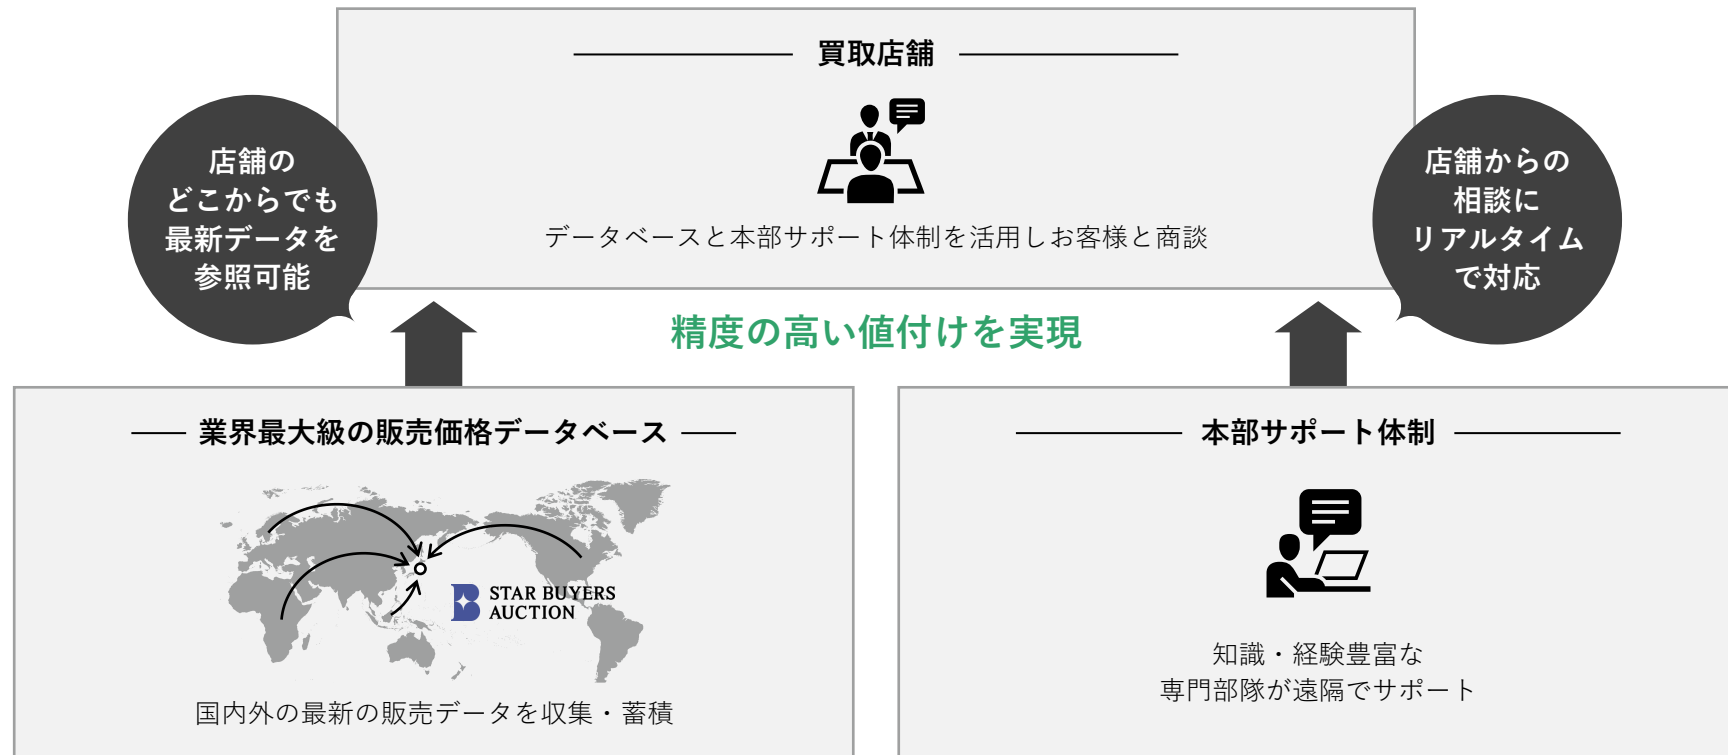 買取店舗
データベースと本部サポート体制を活用しお客様と商談
店舗の
どこからでも
最新データを
参照可能
店舗からの
相談に
リアルタイム
で対応
精度の高い値付けを実現
業界最大級の販売価格データベース
STAR BUYERS
AUCTION
国内外の最新の販売データを収集・蓄積
本部サポート体制
知識・経験豊富な
専門部隊が遠隔でサポート